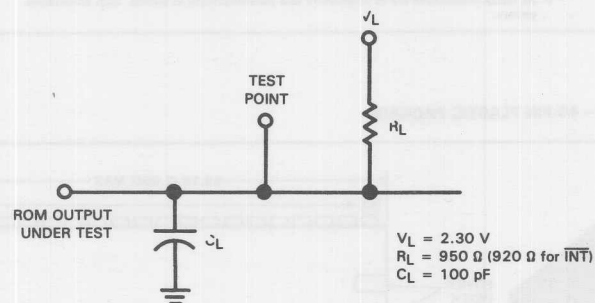 VL
TEST
POINT
RL
ROM OUTPUT
UNDER TEST
CL
VL = 2.30 V
RL = 950 Ω (920 Ω for I̅N̅T̅)
CL = 100 pF